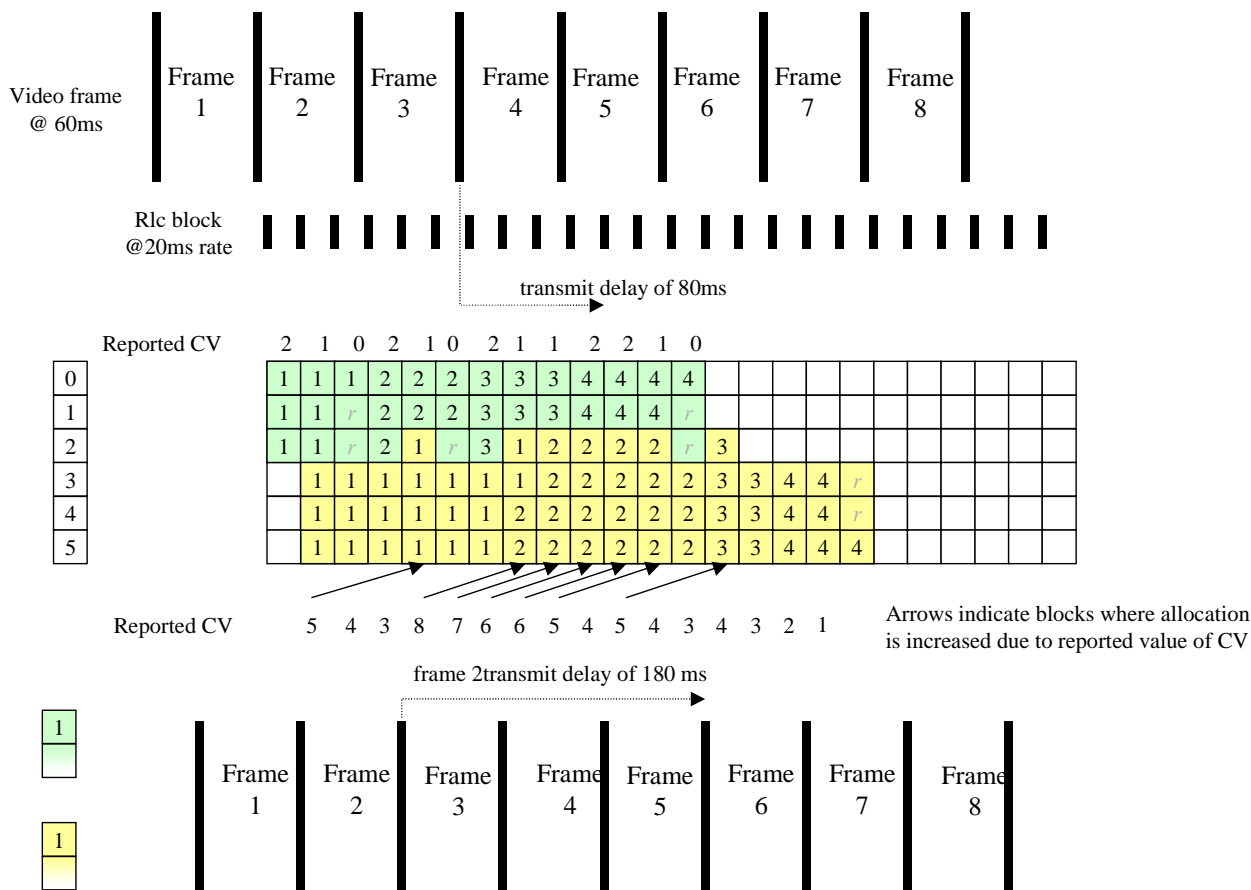 Frame 1 Frame 2 Frame 3 Frame 4 Frame 5 Frame 6 Frame 7 Frame 8
Video frame
@ 60ms
Rlc block
@20ms rate
transmit delay of 80ms
Reported CV 2 1 0 2 1 0 2 1 1 2 2 1 0
0 1 1 1 2 2 2 3 3 3 4 4 4 4
1 1 1 r 2 2 2 3 3 3 4 4 4 r
2 1 1 r 2 1 r 3 1 2 2 2 2 r 3
3 1 1 1 1 1 1 1 2 2 2 2 2 3 3 4 4 r
4 1 1 1 1 1 1 2 2 2 2 2 2 3 3 4 4 r
5 1 1 1 1 1 1 2 2 2 2 2 2 3 3 4 4 4
Reported CV 5 4 3 8 7 6 6 5 4 5 4 3 4 3 2 1
Arrows indicate blocks where allocation
is increased due to reported value of CV
frame 2transmit delay of 180 ms
1
Frame 1 Frame 2 Frame 3 Frame 4 Frame 5 Frame 6 Frame 7 Frame 8
1